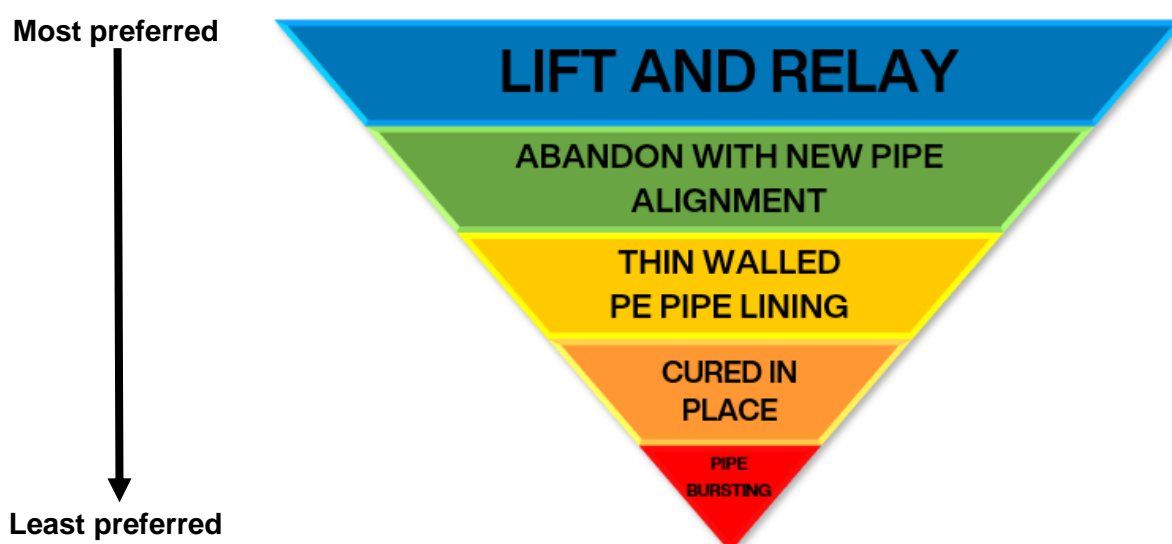 Most preferred
LIFT AND RELAY
ABANDON WITH NEW PIPE
ALIGNMENT
THIN WALLED
PE PIPE LINING
CURED IN
PLACE
PIPE
BURSTING
Least preferred